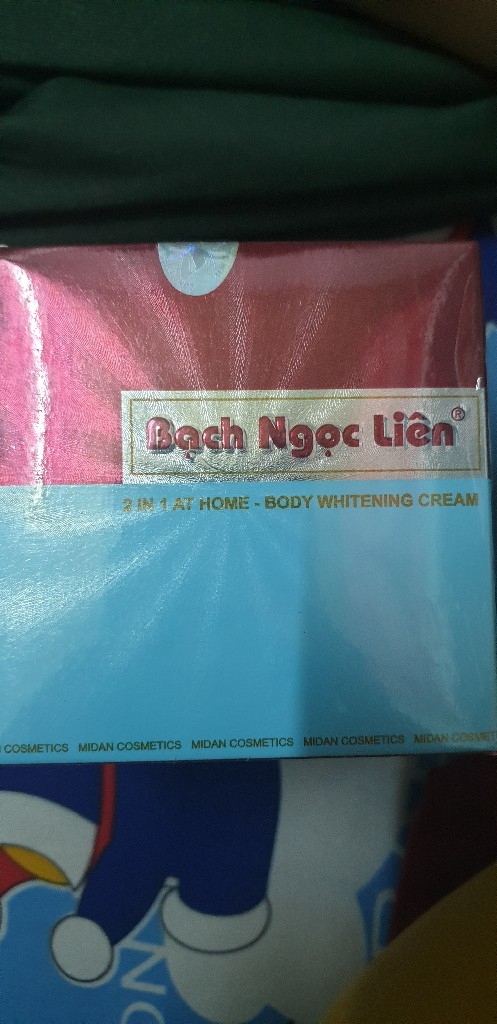 Bạch Ngọc Liên®
2 IN 1 AT HOME - BODY WHITENING CREAM
COSMETICS MIDAN COSMETICS MIDAN COSMETICS MIDAN COSMETICS MIDAN